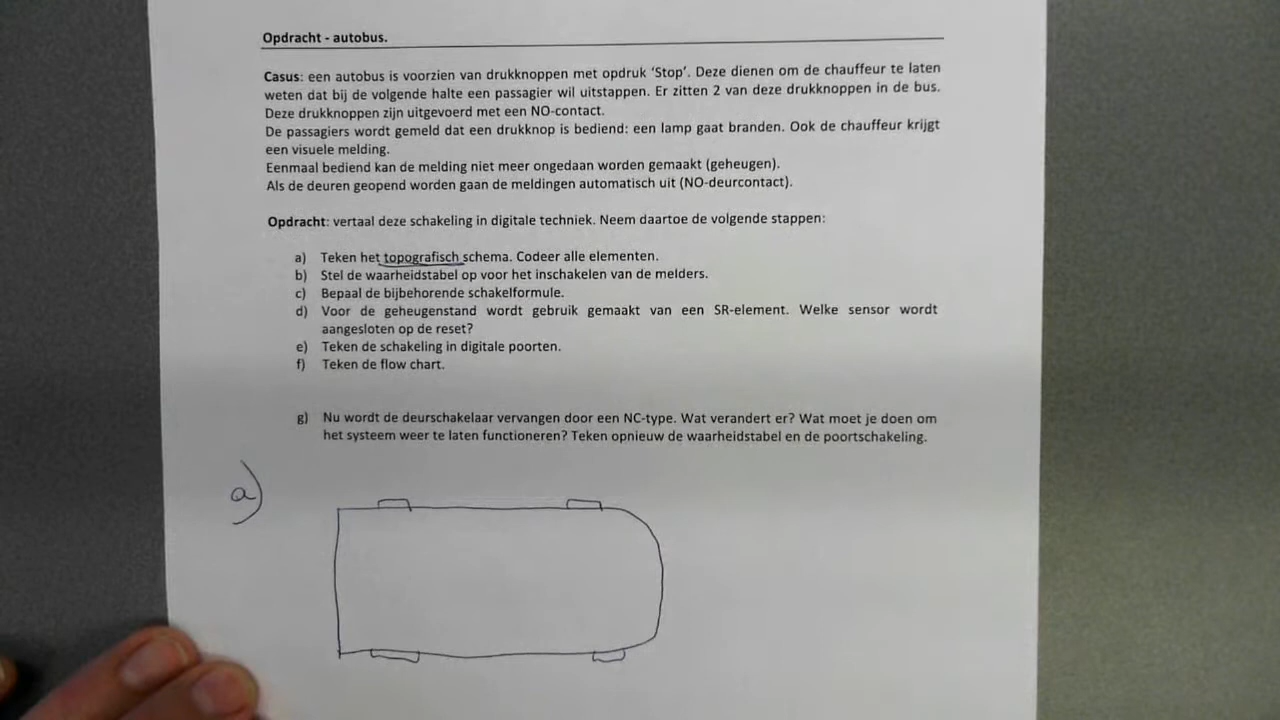 Opdracht - autobus.
Casus: een autobus is voorzien van drukknoppen met opdruk ‘Stop’. Deze dienen om de chauffeur te laten
weten dat bij de volgende halte een passagier wil uitstappen. Er zitten 2 van deze drukknoppen in de bus.
Deze drukknoppen zijn uitgevoerd met een NO-contact.
De passagiers wordt gemeld dat een drukknop is bediend: een lamp gaat branden. Ook de chauffeur krijgt
een visuele melding.
Eenmaal bediend kan de melding niet meer ongedaan worden gemaakt (geheugen).
Als de deuren geopend worden gaan de meldingen automatisch uit (NO-deurcontact).
Opdracht: vertaal deze schakeling in digitale techniek. Neem daartoe de volgende stappen:
a) Teken het topografisch schema. Codeer alle elementen.
b) Stel de waarheidstabel op voor het inschakelen van de melders.
c) Bepaal de bijbehorende schakelformule.
d) Voor de geheugenstand wordt gebruik gemaakt van een SR-element. Welke sensor wordt
aangesloten op de reset?
e) Teken de schakeling in digitale poorten.
f) Teken de flow chart.
g) Nu wordt de deurschakelaar vervangen door een NC-type. Wat verandert er? Wat moet je doen om
het systeem weer te laten functioneren? Teken opnieuw de waarheidstabel en de poortschakeling.
a)